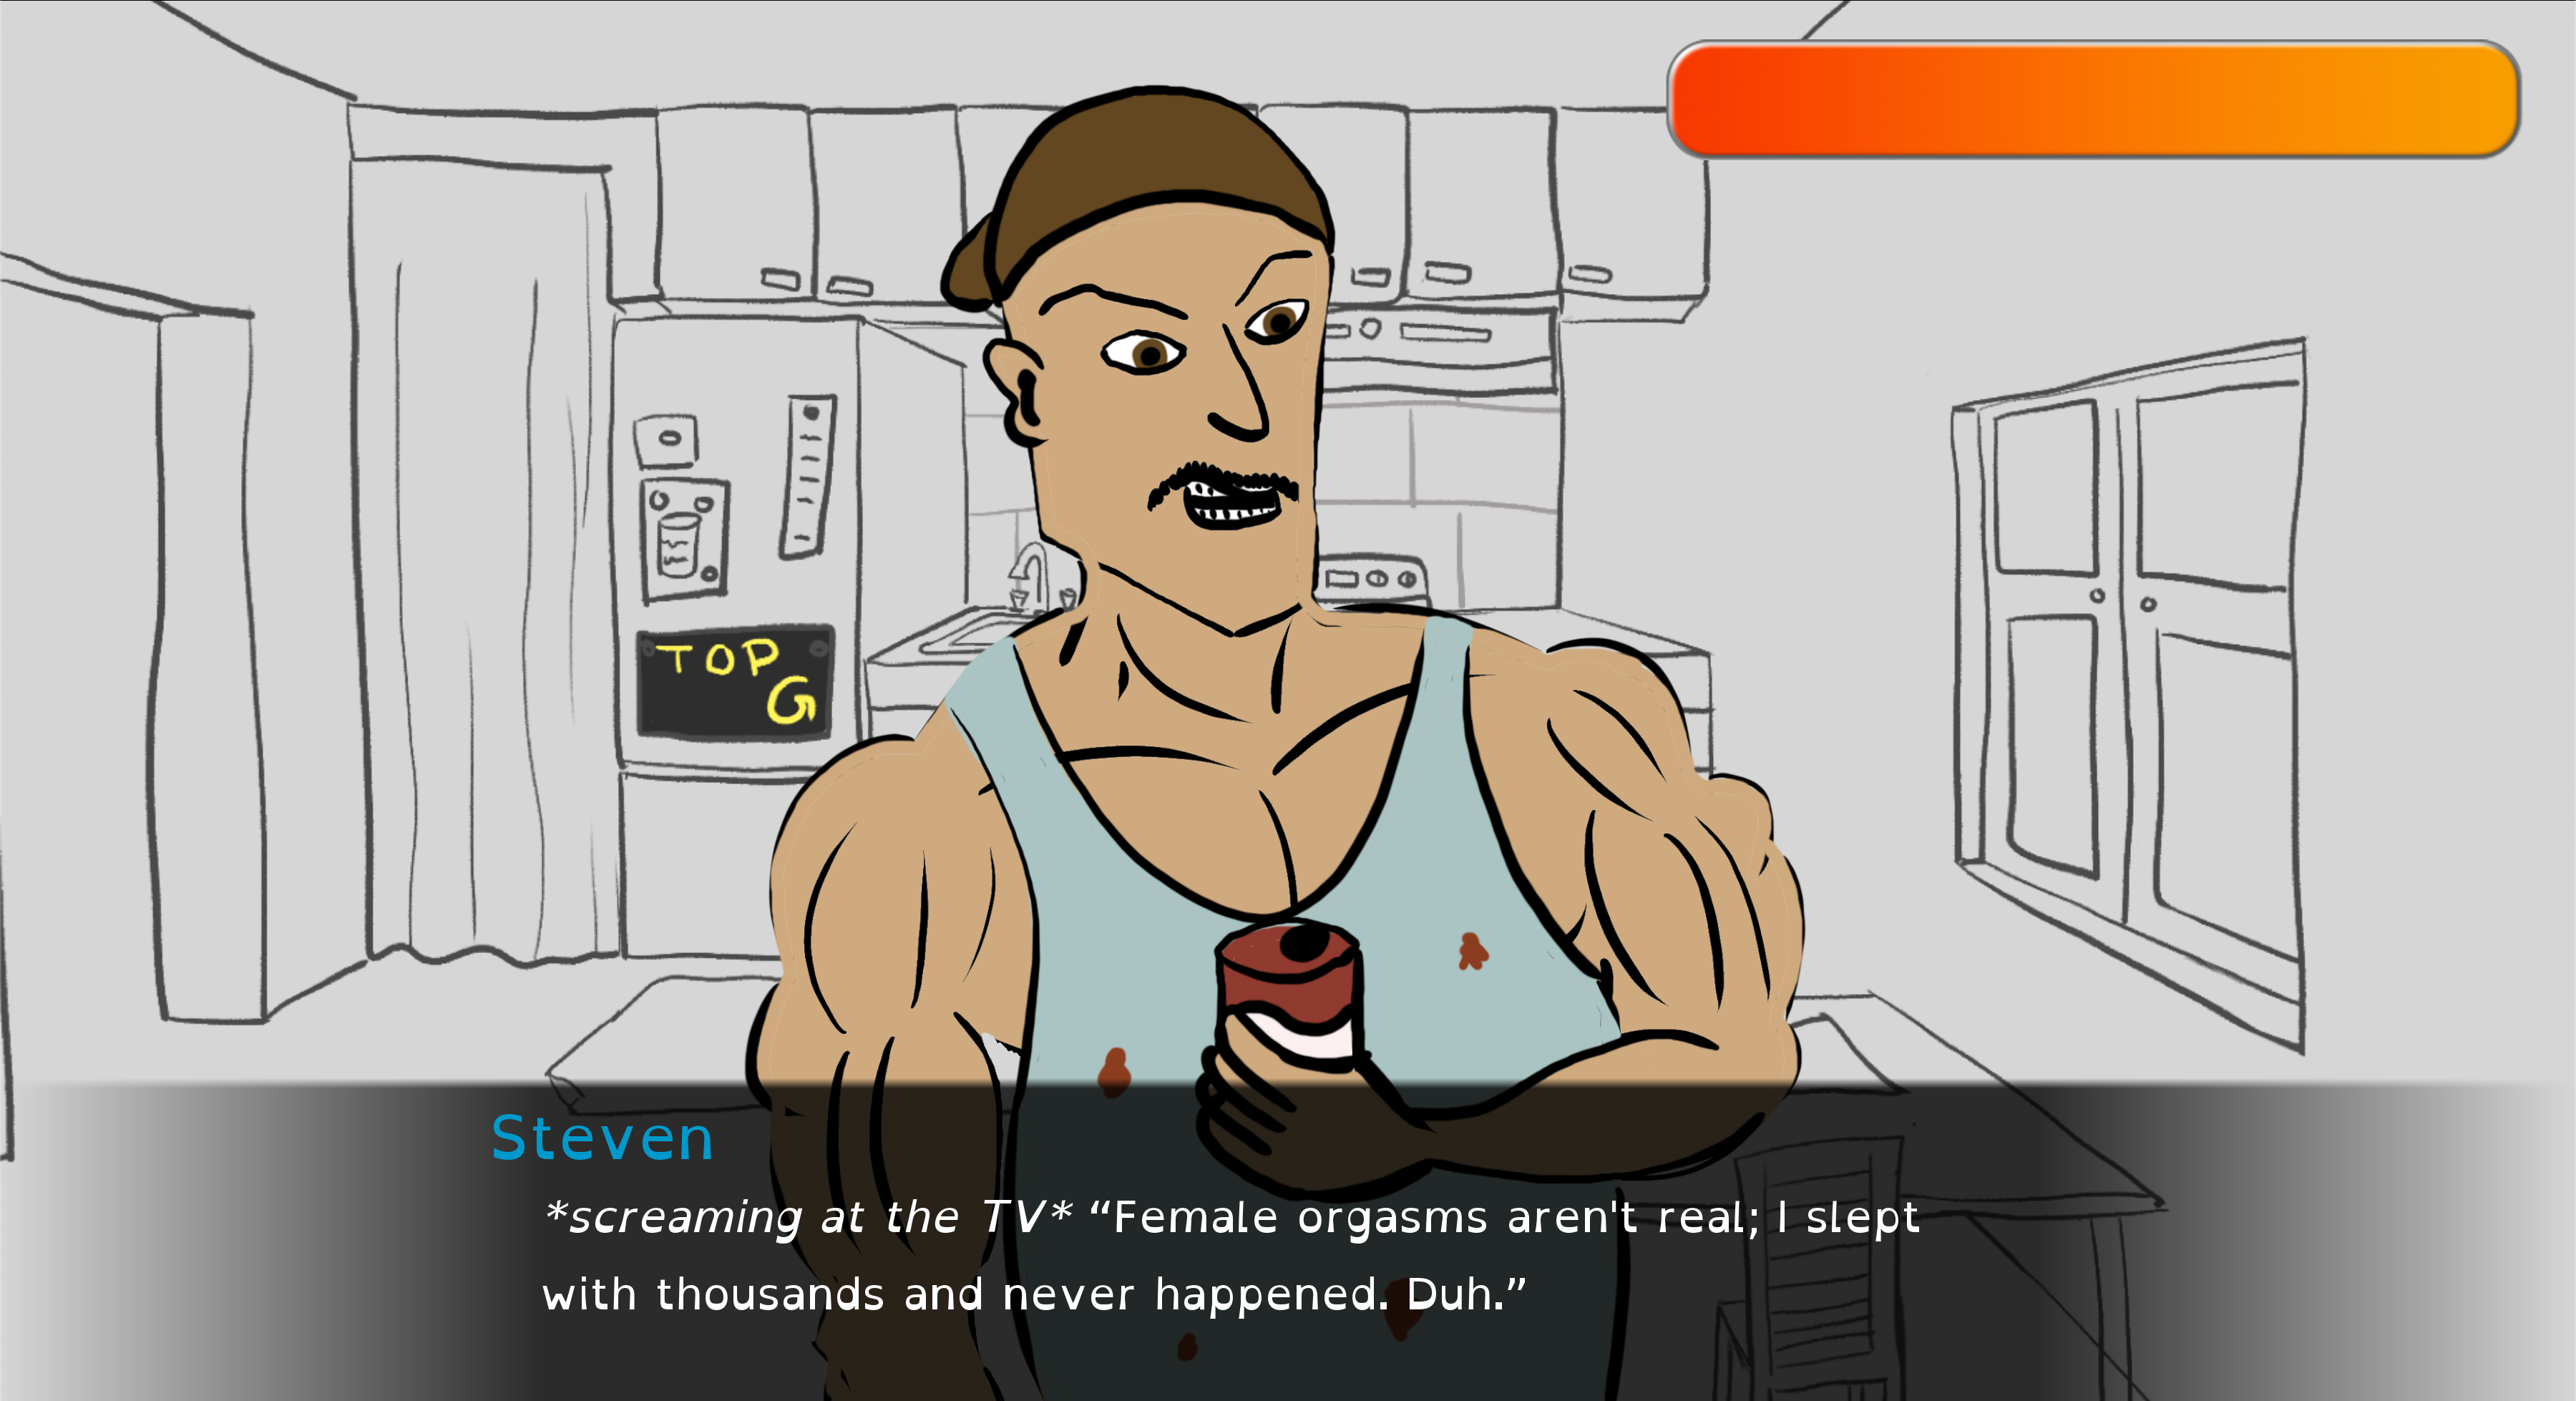 TOP
G
Steven
*screaming at the TV* “Female orgasms aren't real; I slept
with thousands and never happened. Duh.”